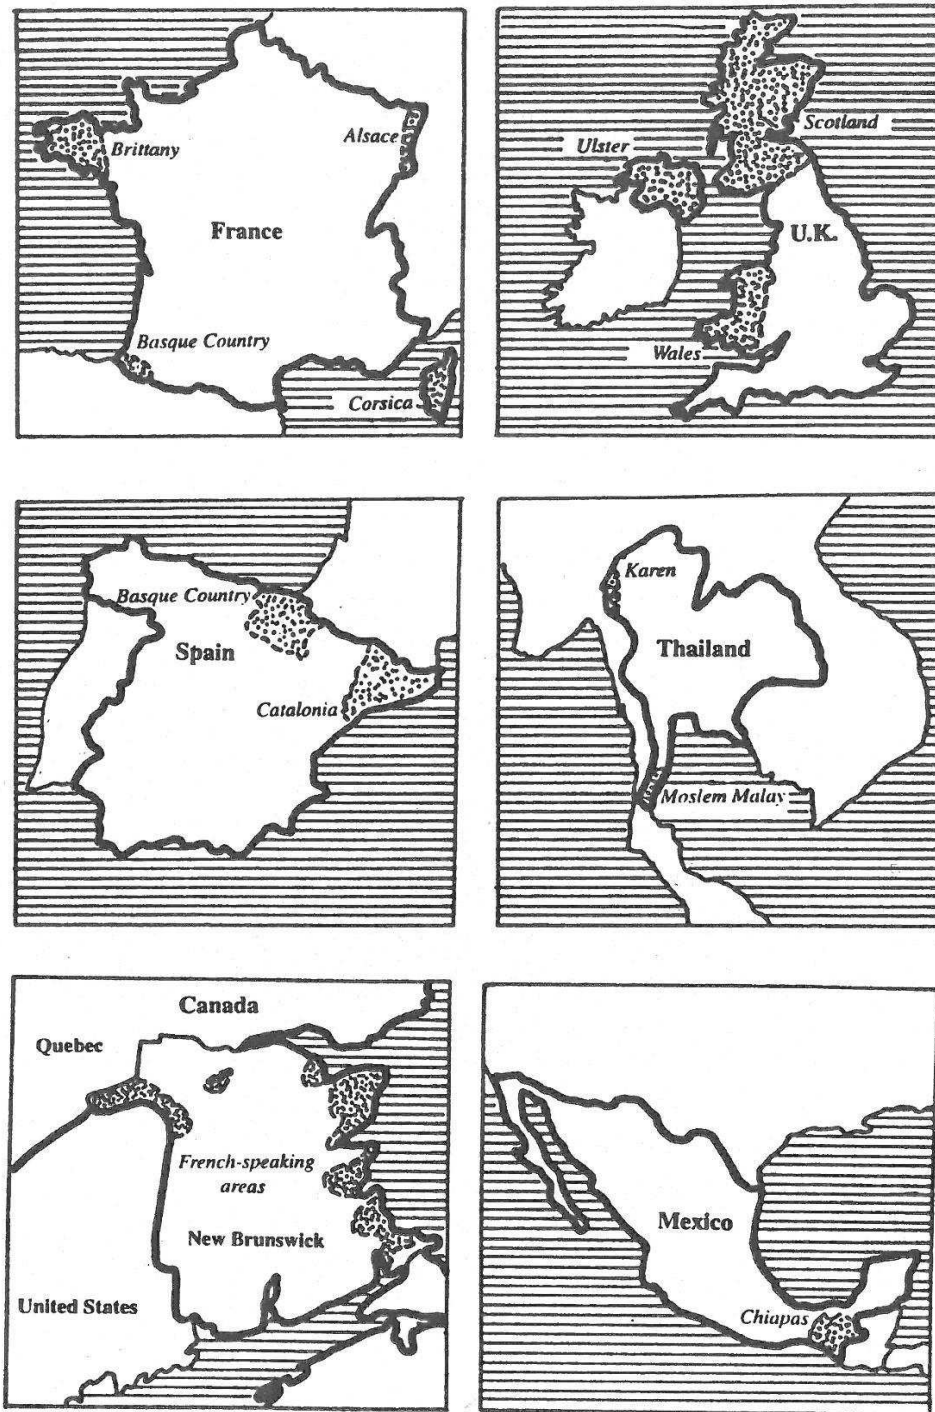 Brittany
Alsace
France
Basque Country
Corsica
Ulster
Scotland
U.K.
Wales
Basque Country
Spain
Catalonia
Karen
Thailand
Moslem Malay
Canada
Quebec
French-speaking
areas
New Brunswick
United States
Mexico
Chiapas